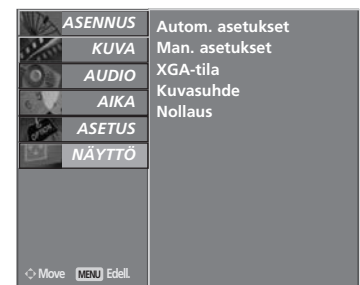 ASENNUS
KUVA
AUDIO
AIKA
ASETUS
NÄYTTÖ
Autom. asetukset
Man. asetukset
XGA-tila
Kuvasuhde
Nollaus
Move MENU Edell.